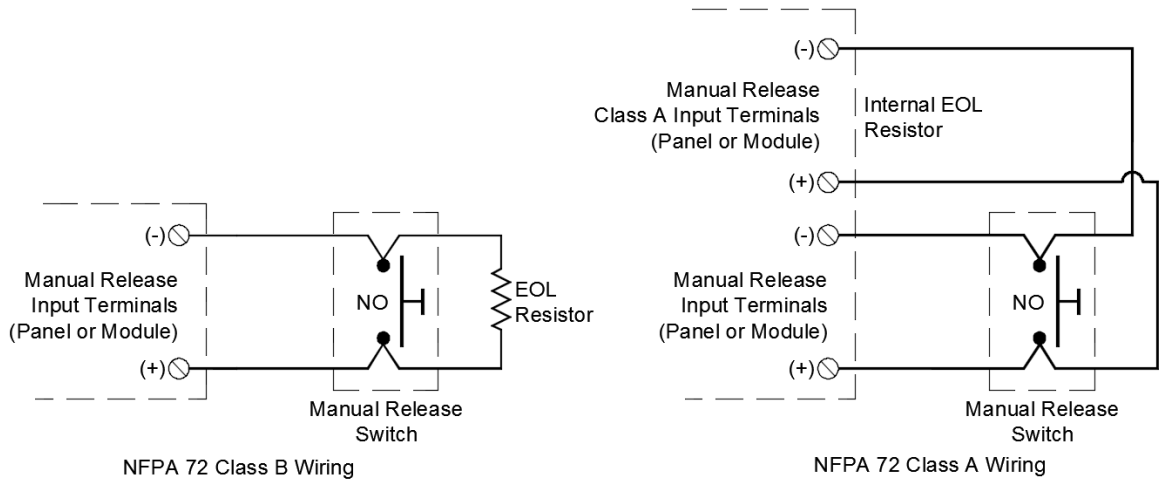 (-)
Manual Release
Input Terminals
(Panel or Module)
(+)
NO
EOL
Resistor
Manual Release
Switch
NFPA 72 Class B Wiring
(-)
Manual Release
Class A Input Terminals
(Panel or Module)
Internal EOL
Resistor
(+)
(-)
Manual Release
Input Terminals
(Panel or Module)
(+)
NO
Manual Release
Switch
NFPA 72 Class A Wiring